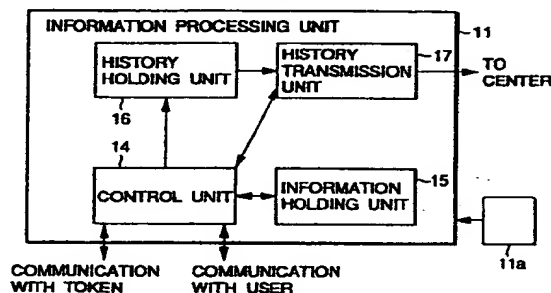 INFORMATION PROCESSING UNIT
11
HISTORY
HOLDING UNIT
16
HISTORY
TRANSMISSION
UNIT
17
TO
CENTER
14
CONTROL UNIT
INFORMATION
HOLDING UNIT
15
11a
COMMUNICATION
WITH TOKEN
COMMUNICATION
WITH USER